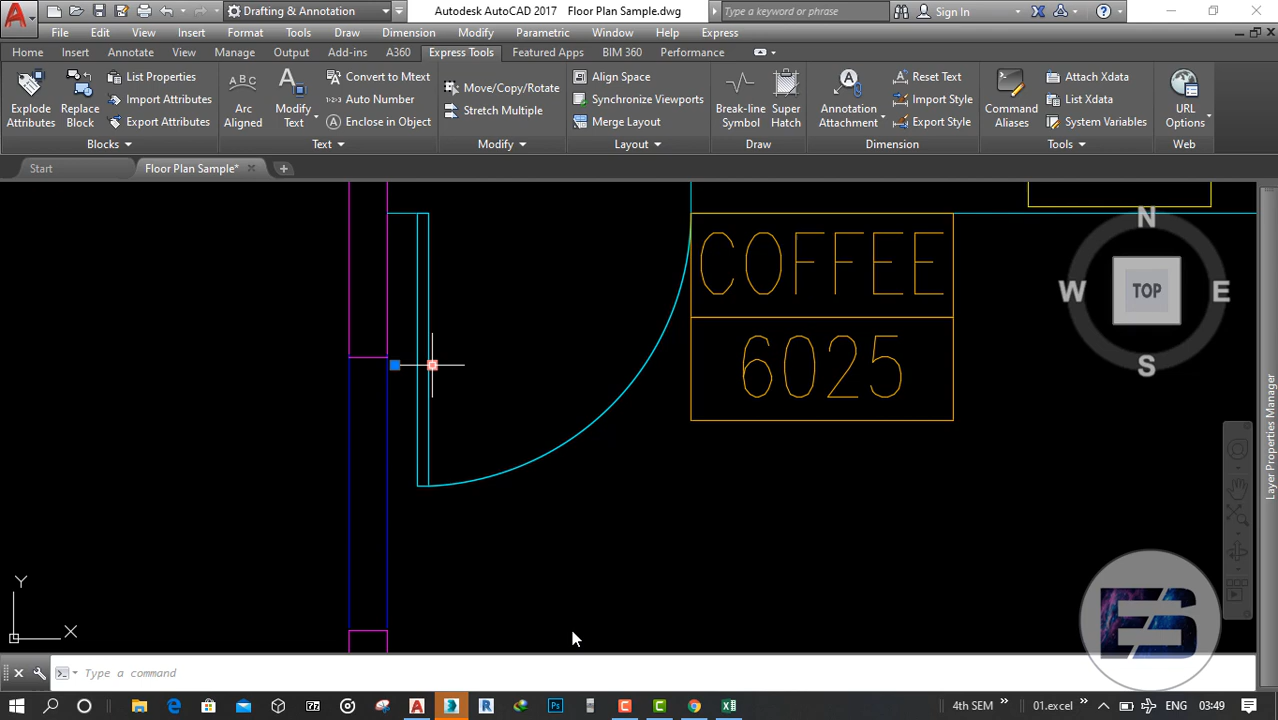 Drafting & Annotation
Autodesk AutoCAD 2017 Floor Plan Sample.dwg
Type a keyword or phrase
Sign In
File Edit View Insert Format Tools Draw Dimension Modify Parametric Window Help Express
Home Insert Annotate View Manage Output Add-ins A360 Express Tools Featured Apps BIM 360 Performance
Explode Attributes
Replace Block
List Properties
Import Attributes
Export Attributes
Blocks
Arc Aligned
Modify Text
Convert to Mtext
Auto Number
Enclose in Object
Text
Move/Copy/Rotate
Stretch Multiple
Modify
Align Space
Synchronize Viewports
Merge Layout
Layout
Break-line Symbol
Super Hatch
Draw
Annotation Attachment
Reset Text
Import Style
Export Style
Dimension
Command Aliases
Attach Xdata
List Xdata
System Variables
Tools
URL Options
Web
Start
Floor Plan Sample*
COFFEE
6025
N
W TOP E
S
Layer Properties Manager
Y
X
Type a command
4th SEM
01.excel
ENG
03:49